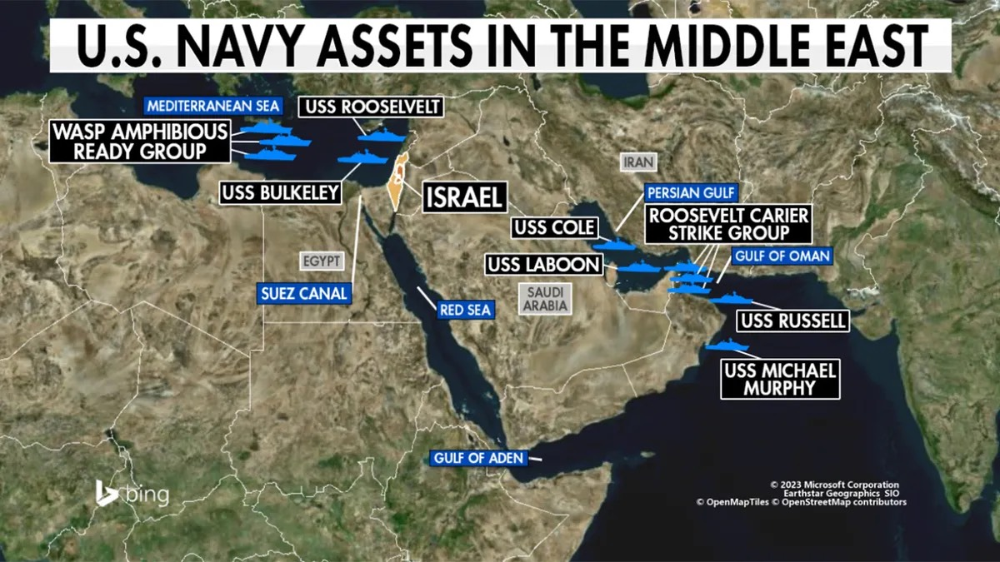 U.S. NAVY ASSETS IN THE MIDDLE EAST
MEDITERRANEAN SEA
USS ROOSEVELT
WASP AMPHIBIOUS
READY GROUP
USS BULKELEY
ISRAEL
IRAN
PERSIAN GULF
USS COLE
ROOSEVELT CARIER
STRIKE GROUP
USS LABOON
GULF OF OMAN
EGYPT
SUEZ CANAL
RED SEA
SAUDI
ARABIA
USS RUSSELL
USS MICHAEL
MURPHY
GULF OF ADEN
bing
© 2023 Microsoft Corporation
Earthstar Geographics SIO
© OpenMapTiles © OpenStreetMap contributors